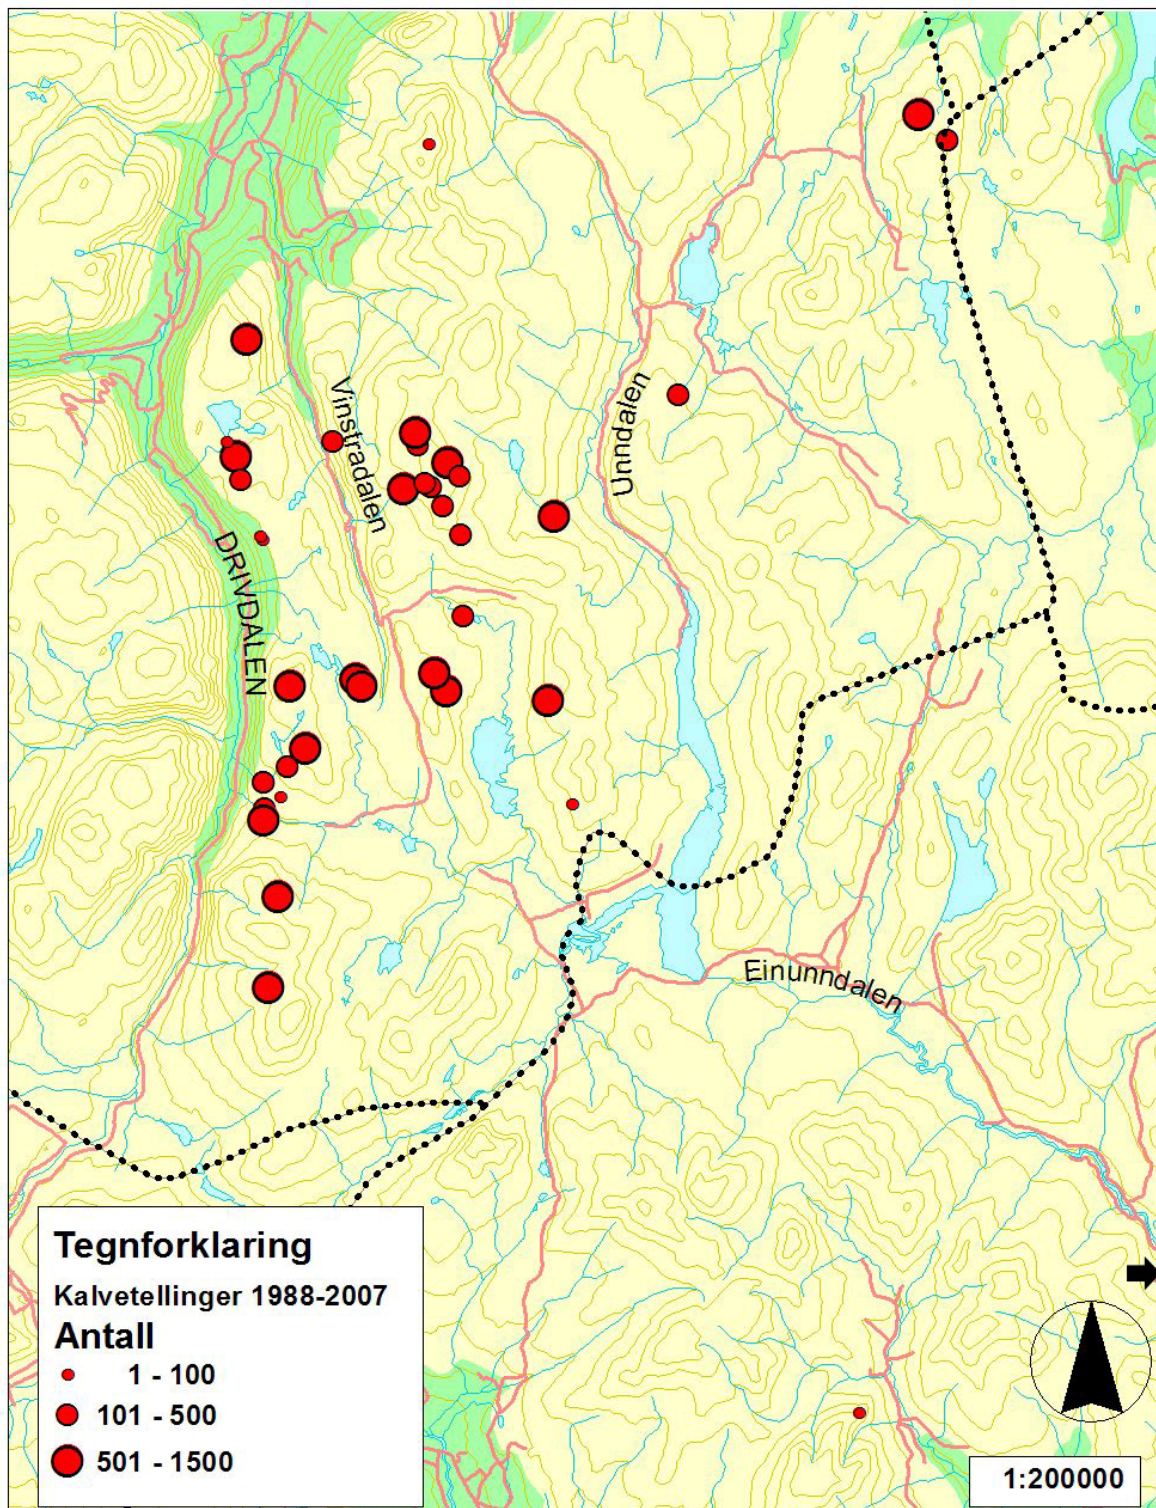 Vinstradalen
Unndalen
DRIVDALEN
Einunndalen
Tegnforklaring
Kalvetellinger 1988-2007
Antall
1 - 100
101 - 500
501 - 1500
1:200000